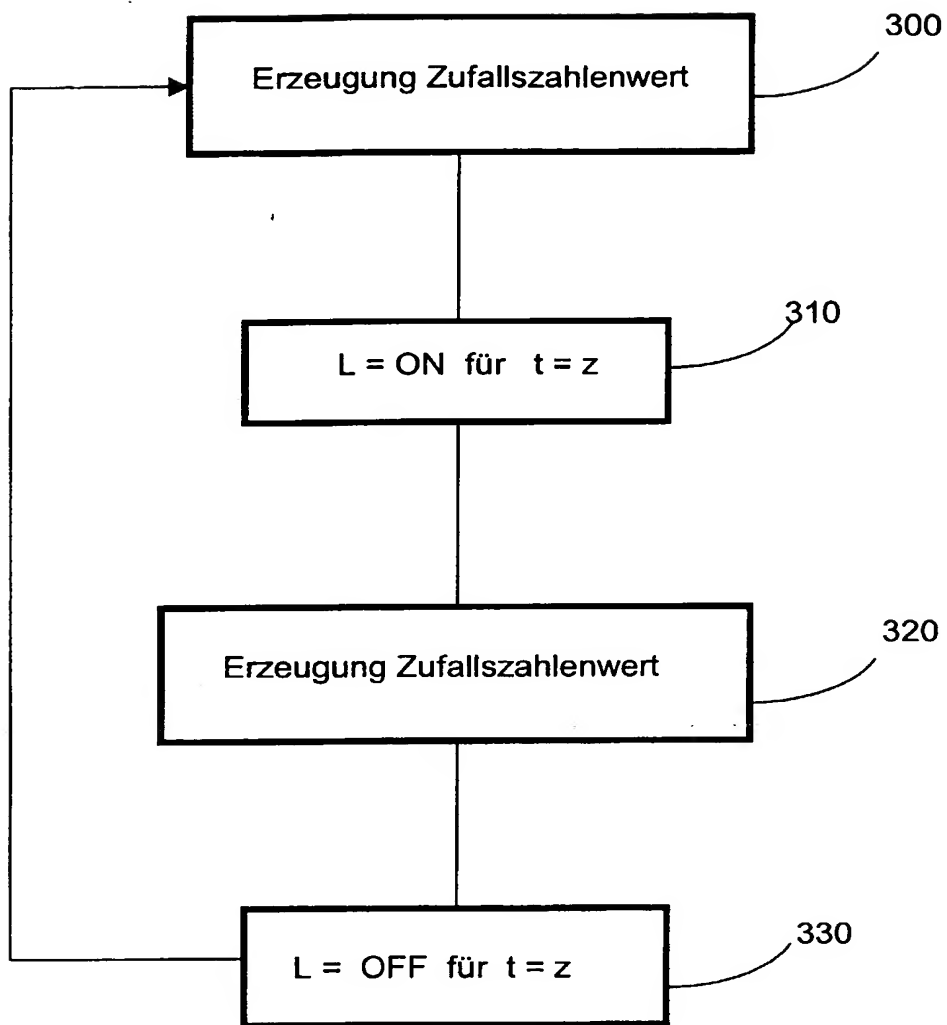 300
Erzeugung Zufallszahlenwert
310
L = ON für t = z
320
Erzeugung Zufallszahlenwert
330
L = OFF für t = z